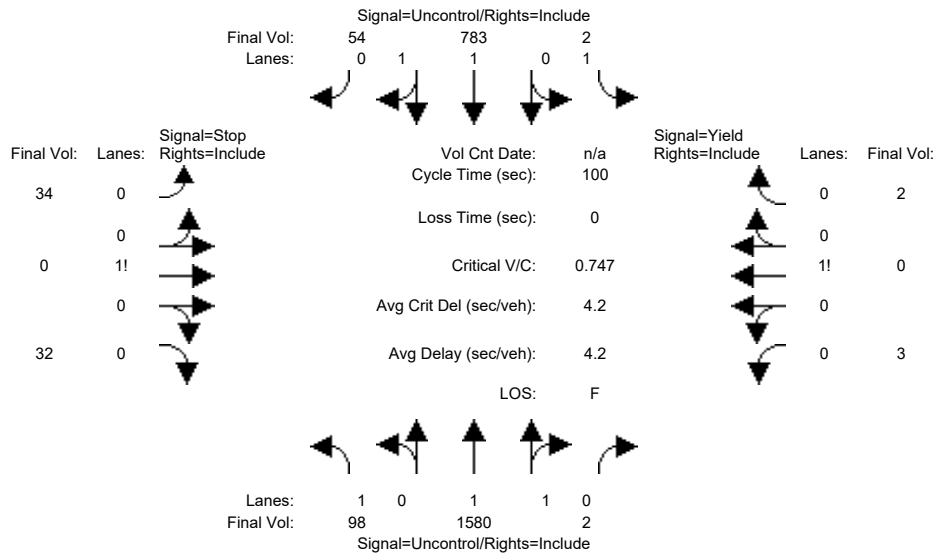 Signal=Uncontrol/Rights=Include
Final Vol: 54 783 2
Lanes: 0 1 1 0 1
Signal=Stop Signal=Yield
Final Vol: Lanes: Rights=Include Vol Cnt Date: n/a Rights=Include Lanes: Final Vol:
Cycle Time (sec): 100
34 0 0 2
Loss Time (sec): 0
0 0
0 1! Critical V/C: 0.747 1! 0
0 Avg Crit Del (sec/veh): 4.2 0
32 0 Avg Delay (sec/veh): 4.2 0 3
LOS: F
Lanes: 1 0 1 1 0
Final Vol: 98 1580 2
Signal=Uncontrol/Rights=Include